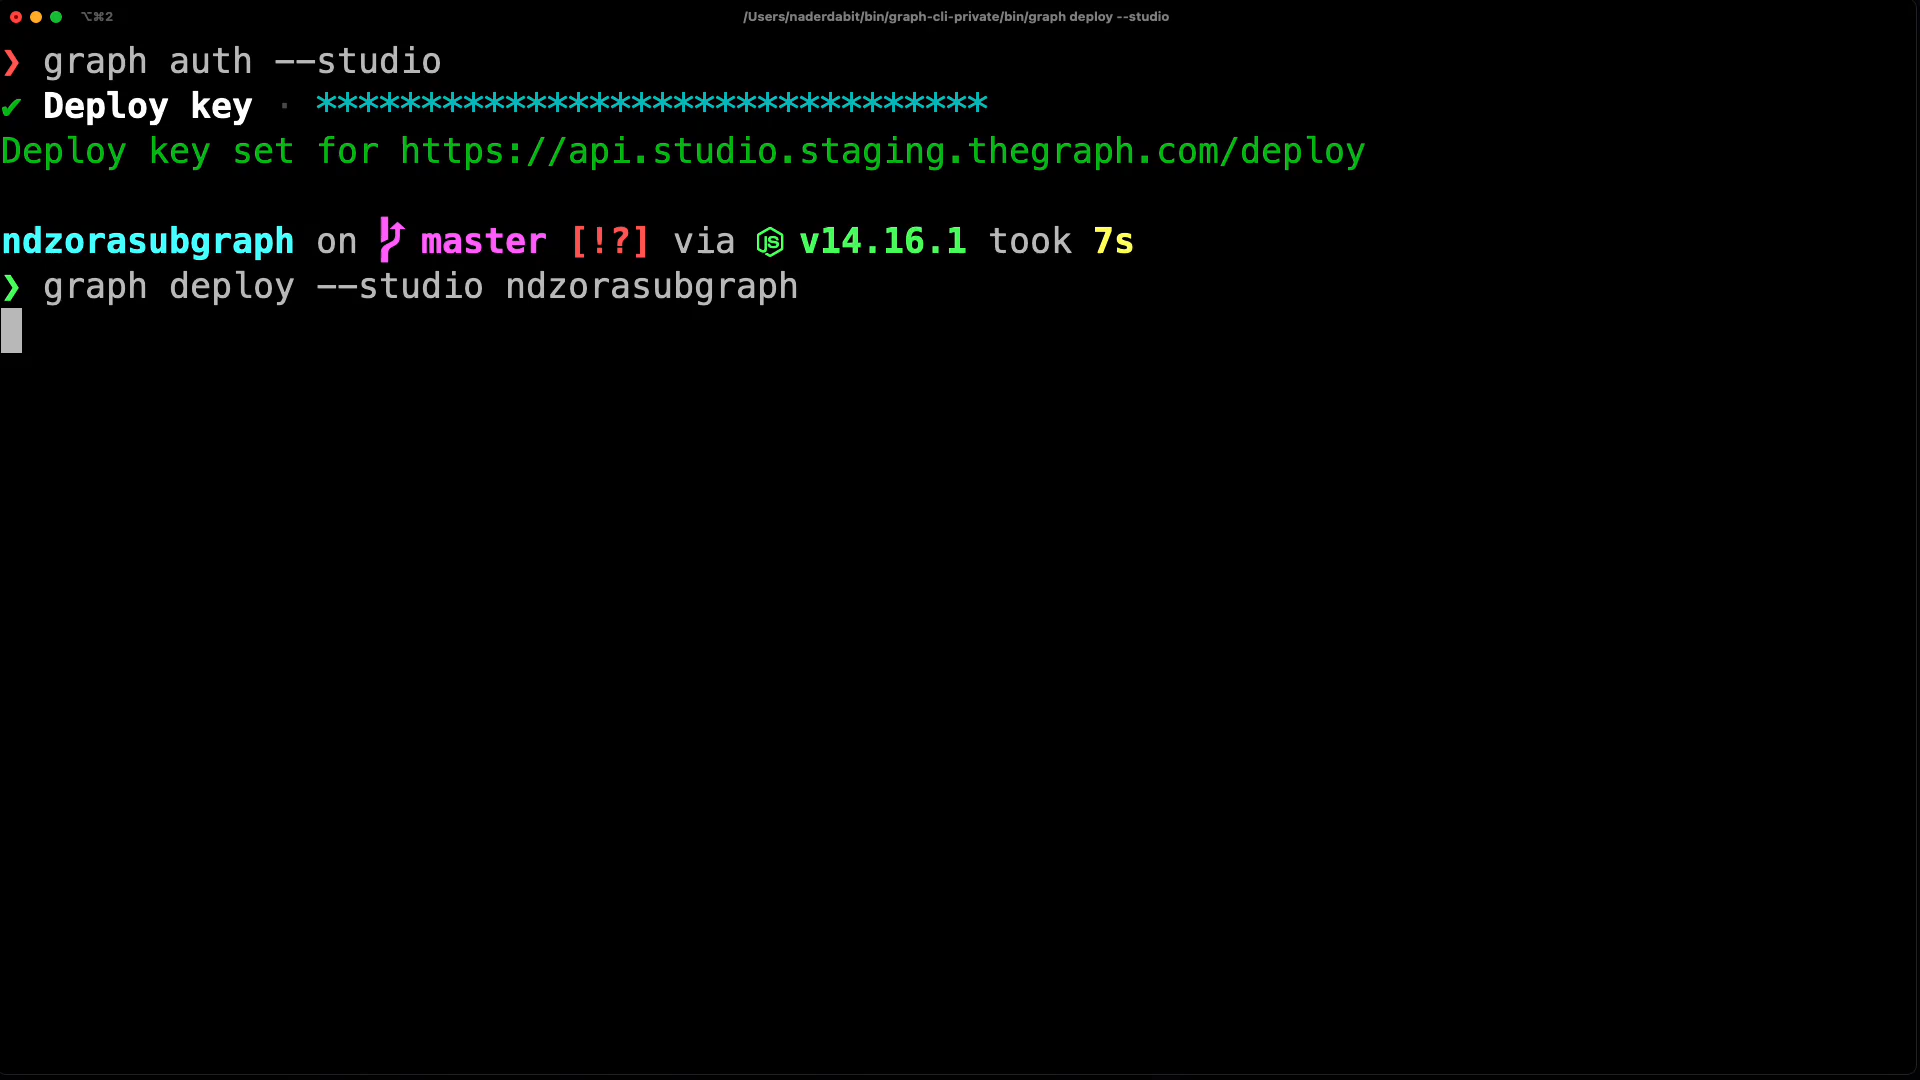 ⌥⌘2
/Users/naderdabit/bin/graph-cli-private/bin/graph deploy --studio
❯ graph auth --studio
✔ Deploy key · ********************************
Deploy key set for https://api.studio.staging.thegraph.com/deploy
ndzorasubgraph on master [!?] via v14.16.1 took 7s
❯ graph deploy --studio ndzorasubgraph